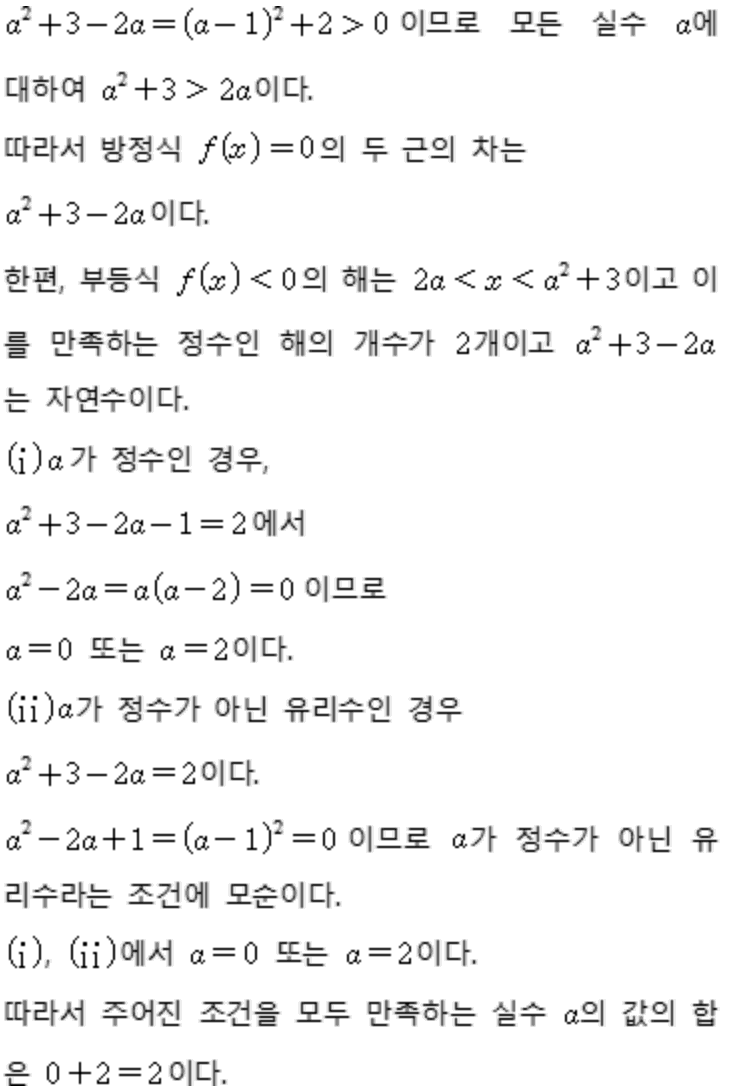 a²+3−2a=(a−1)²+2>0 이므로 모든 실수 a에
대하여 a²+3>2a이다.
따라서 방정식 f(x)=0의 두 근의 차는
a²+3−2a이다.
한편, 부등식 f(x)<0의 해는 2a<x<a²+3이고 이
를 만족하는 정수인 해의 개수가 2개이고 a²+3−2a
는 자연수이다.
(i)a가 정수인 경우,
a²+3−2a−1=2에서
a²−2a=a(a−2)=0 이므로
a=0 또는 a=2이다.
(ii)a가 정수가 아닌 유리수인 경우
a²+3−2a=2이다.
a²−2a+1=(a−1)²=0 이므로 a가 정수가 아닌 유
리수라는 조건에 모순이다.
(i), (ii)에서 a=0 또는 a=2이다.
따라서 주어진 조건을 모두 만족하는 실수 a의 값의 합
은 0+2=2이다.